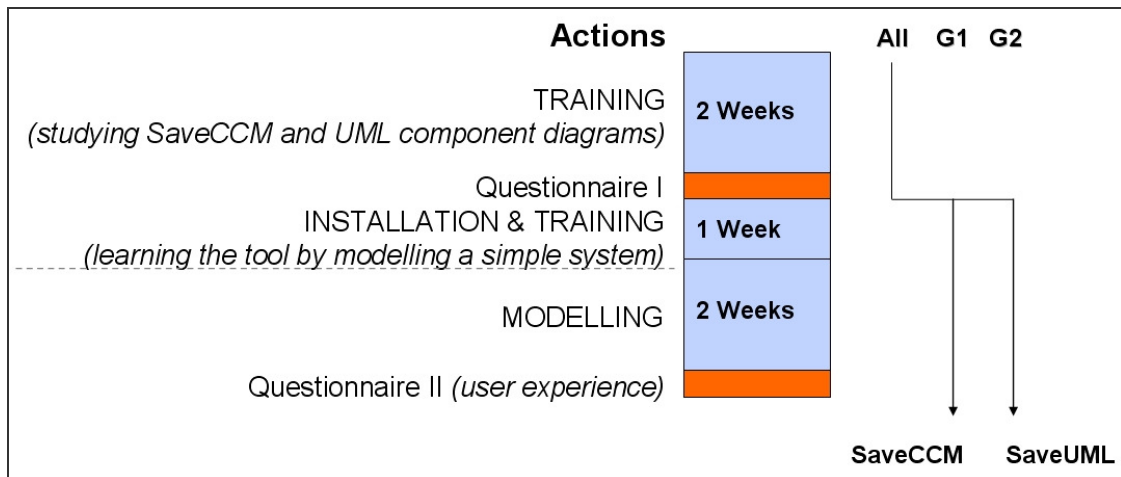 Actions
All G1 G2
TRAINING
2 Weeks
(studying SaveCCM and UML component diagrams)
Questionnaire I
INSTALLATION & TRAINING
1 Week
(learning the tool by modelling a simple system)
2 Weeks
MODELLING
Questionnaire II (user experience)
SaveCCM SaveUML